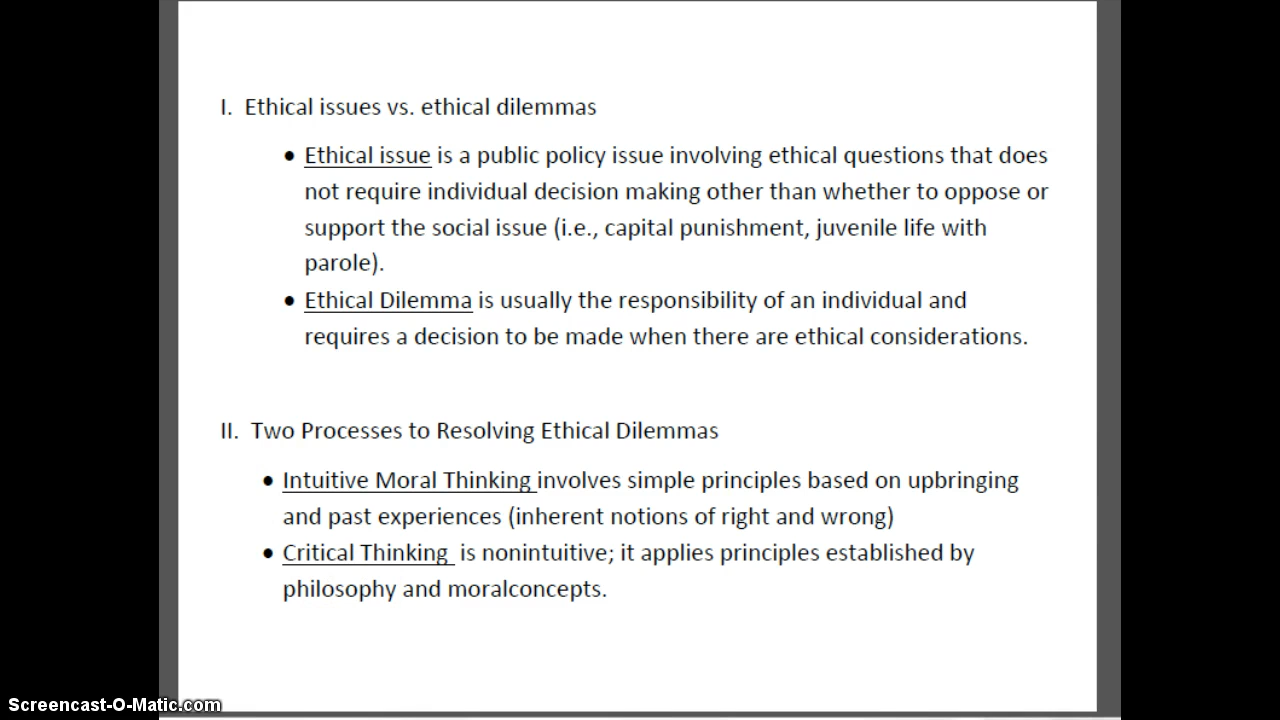 I. Ethical issues vs. ethical dilemmas
• Ethical issue is a public policy issue involving ethical questions that does
not require individual decision making other than whether to oppose or
support the social issue (i.e., capital punishment, juvenile life with
parole).
• Ethical Dilemma is usually the responsibility of an individual and
requires a decision to be made when there are ethical considerations.
II. Two Processes to Resolving Ethical Dilemmas
• Intuitive Moral Thinking involves simple principles based on upbringing
and past experiences (inherent notions of right and wrong)
• Critical Thinking is nonintuitive; it applies principles established by
philosophy and moralconcepts.
Screencast-O-Matic.com